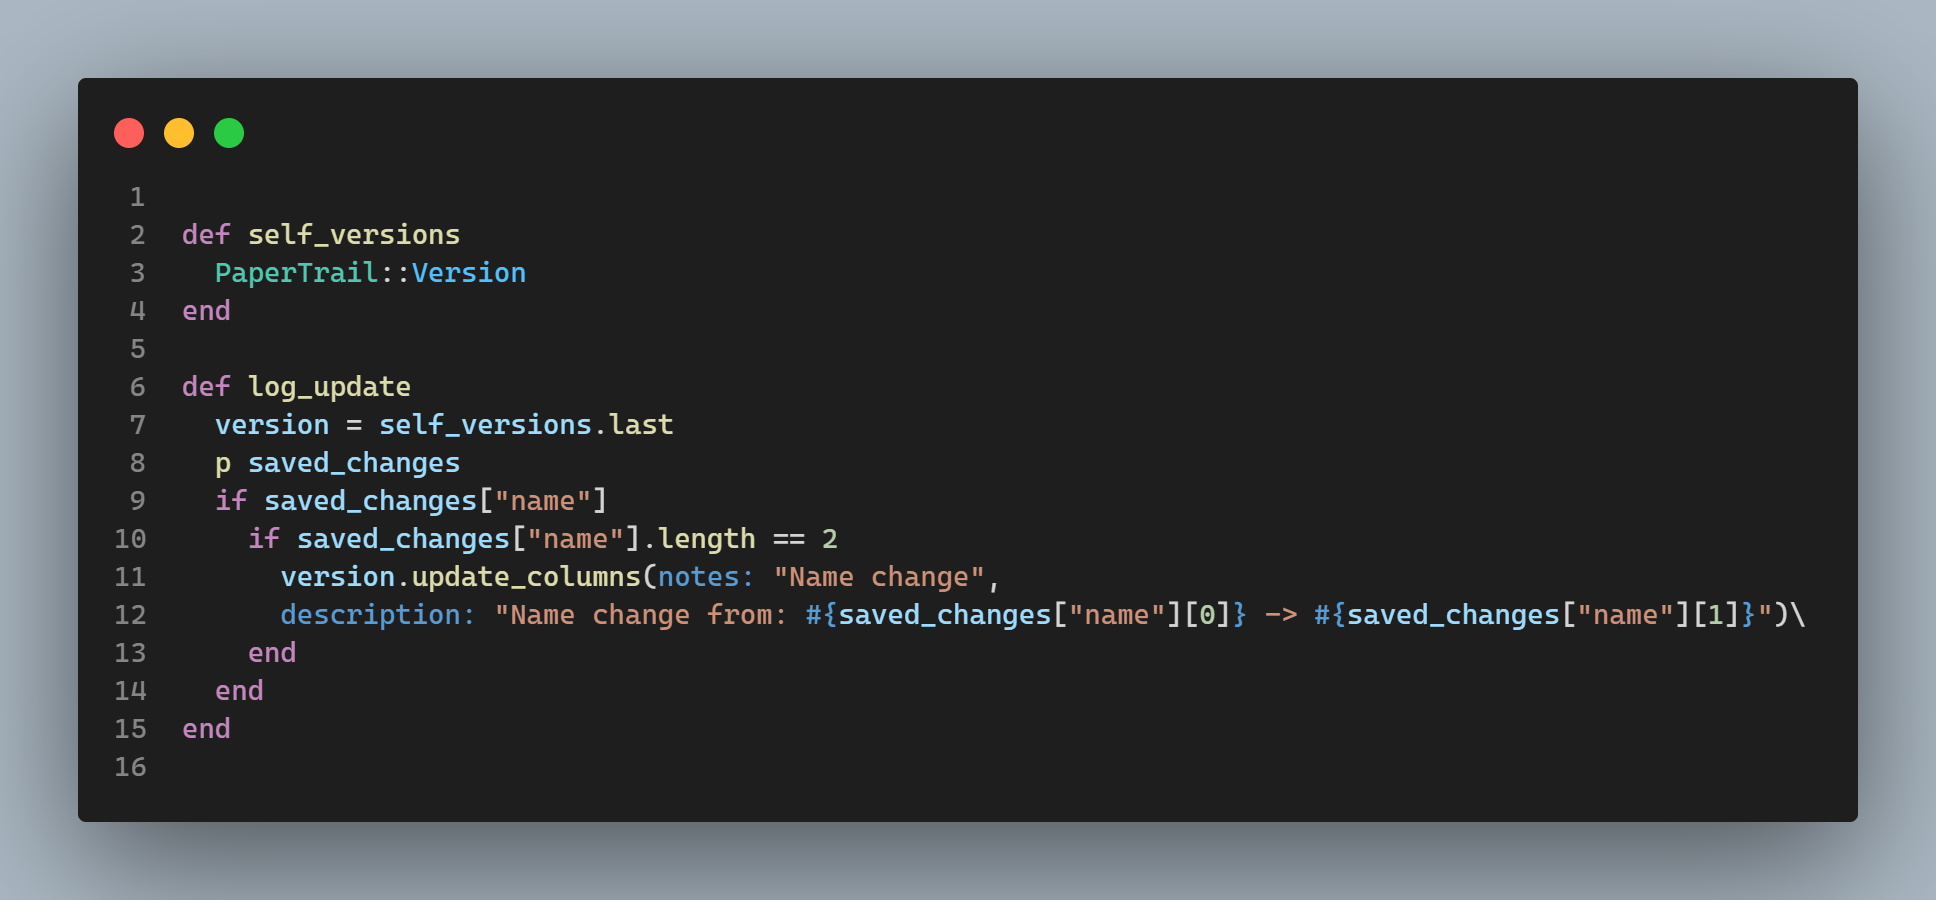 1
2 def self_versions
3   PaperTrail::Version
4 end
5
6 def log_update
7   version = self_versions.last
8   p saved_changes
9   if saved_changes["name"]
10     if saved_changes["name"].length == 2
11       version.update_columns(notes: "Name change",
12       description: "Name change from: #{saved_changes["name"][0]} -> #{saved_changes["name"][1]}")\
13     end
14   end
15 end
16